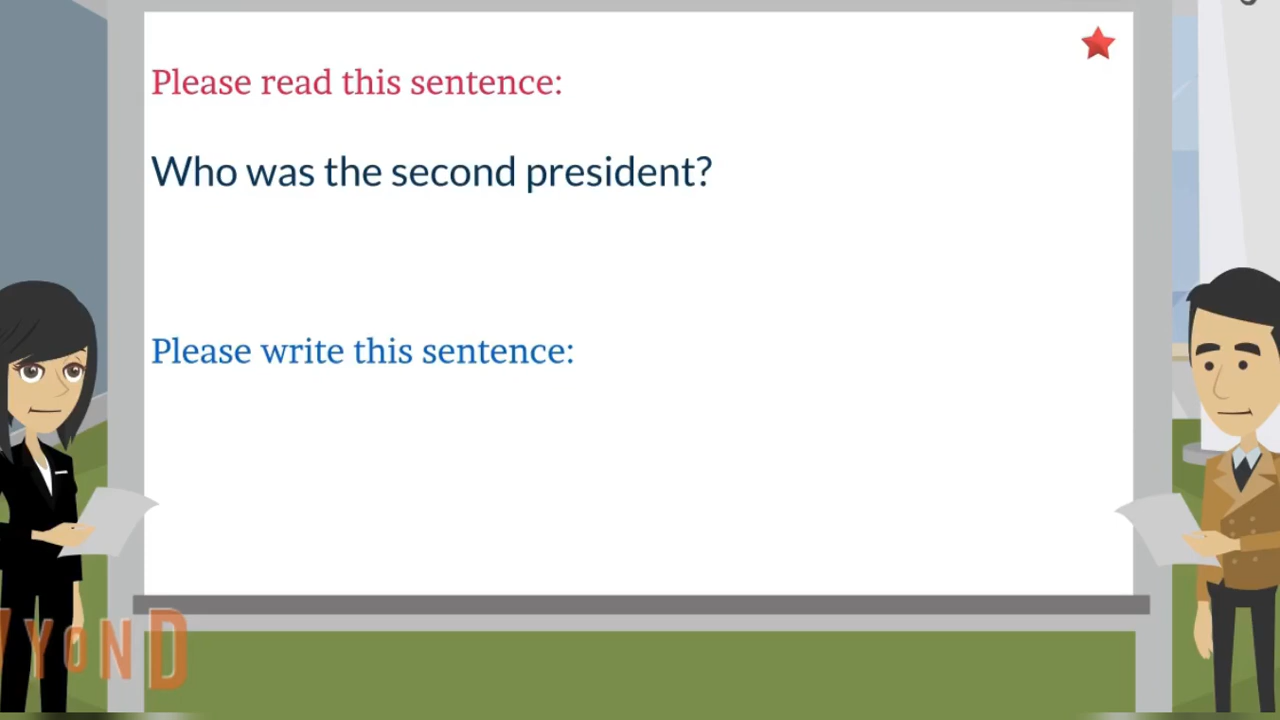 Please read this sentence:
Who was the second president?
Please write this sentence: